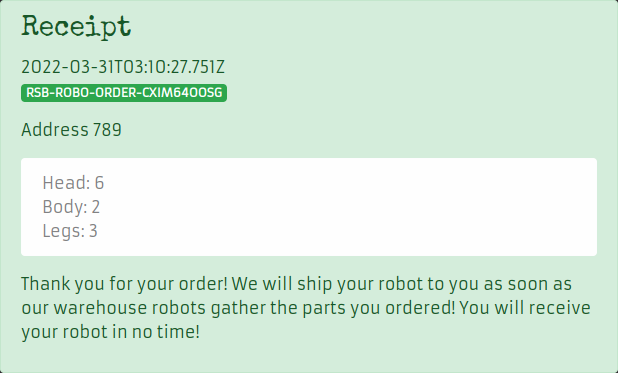 Receipt
2022-03-31T03:10:27.751Z
RSB-ROBO-ORDER-CXIM64OOSG
Address 789
Head: 6
Body: 2
Legs: 3
Thank you for your order! We will ship your robot to you as soon as
our warehouse robots gather the parts you ordered! You will receive
your robot in no time!